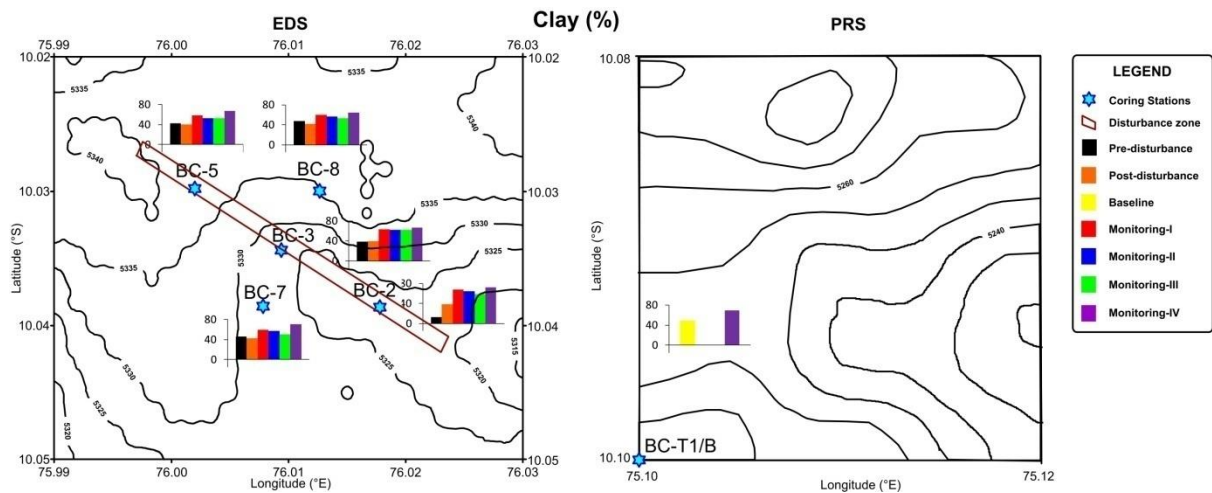 Clay (%)
EDS
PRS
75.99 76.00 76.01 76.02 76.03
10.02
10.02
10.03
10.03
10.04
10.04
10.05
10.05
75.99 76.00 76.01 76.02 76.03
Longitude (°E)
Latitude (°S)
5335
5335
5340
5340
5335
5335
5330
5325
5330
5325
5315
5320
5325
5330
5325
5320
80
40
0
BC-5
80
40
0
BC-8
80
40
0
BC-3
30
15
0
BC-2
BC-7
80
40
0
10.08
10.10
75.10 75.12
Longitude (°E)
Latitude (°S)
5260
5240
80
40
0
BC-T1/B
LEGEND
Coring Stations
Disturbance zone
Pre-disturbance
Post-disturbance
Baseline
Monitoring-I
Monitoring-II
Monitoring-III
Monitoring-IV